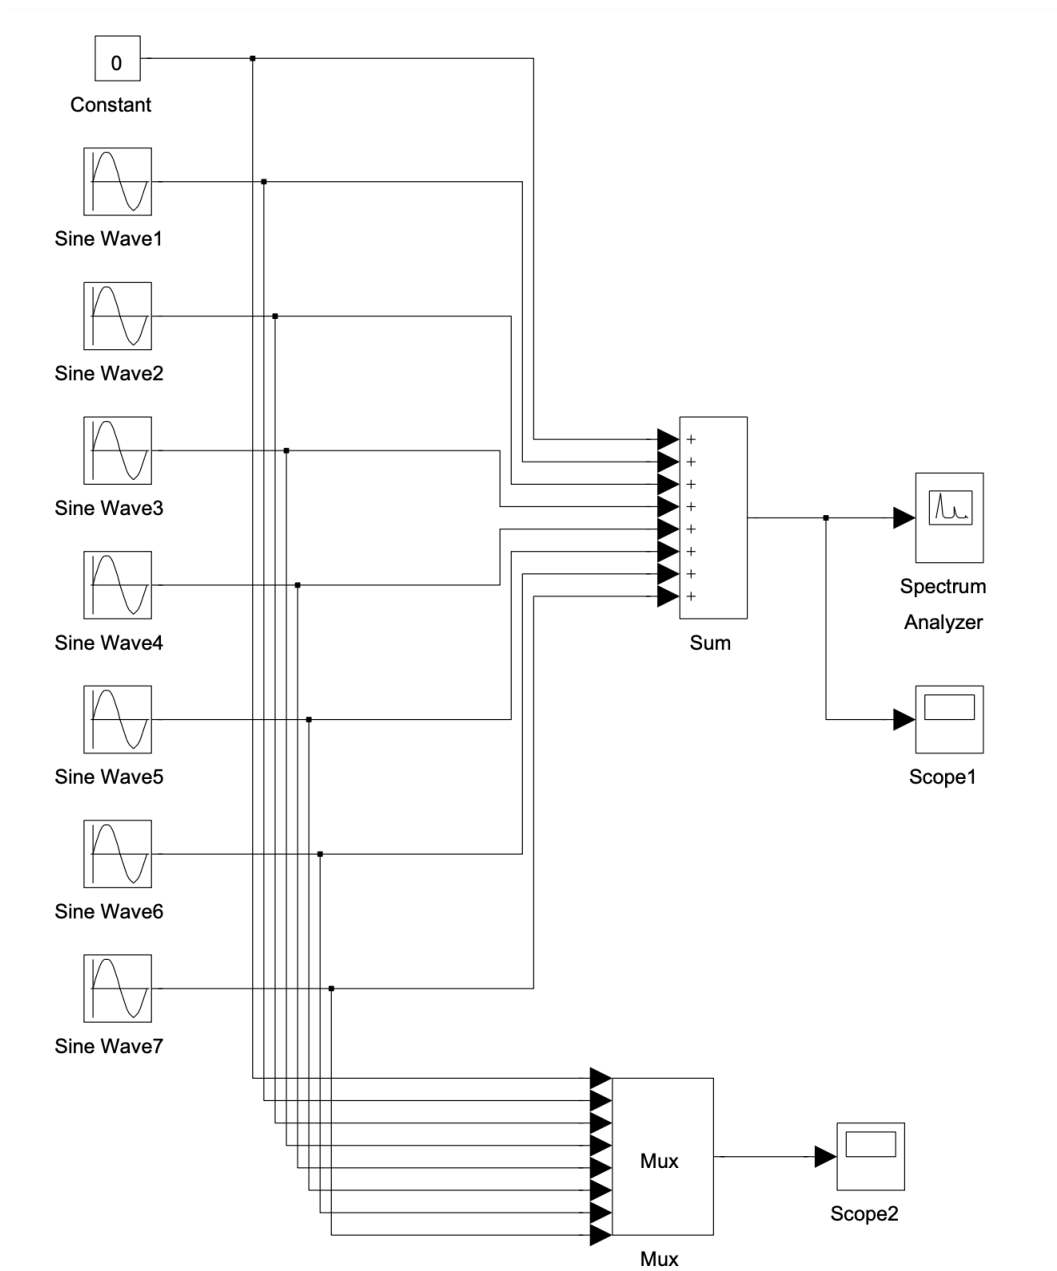 0
Constant
Sine Wave1
Sine Wave2
Sine Wave3
Sine Wave4
Sine Wave5
Sine Wave6
Sine Wave7
+
+
+
+
+
+
+
+
Sum
Spectrum
Analyzer
Scope1
Mux
Mux
Scope2